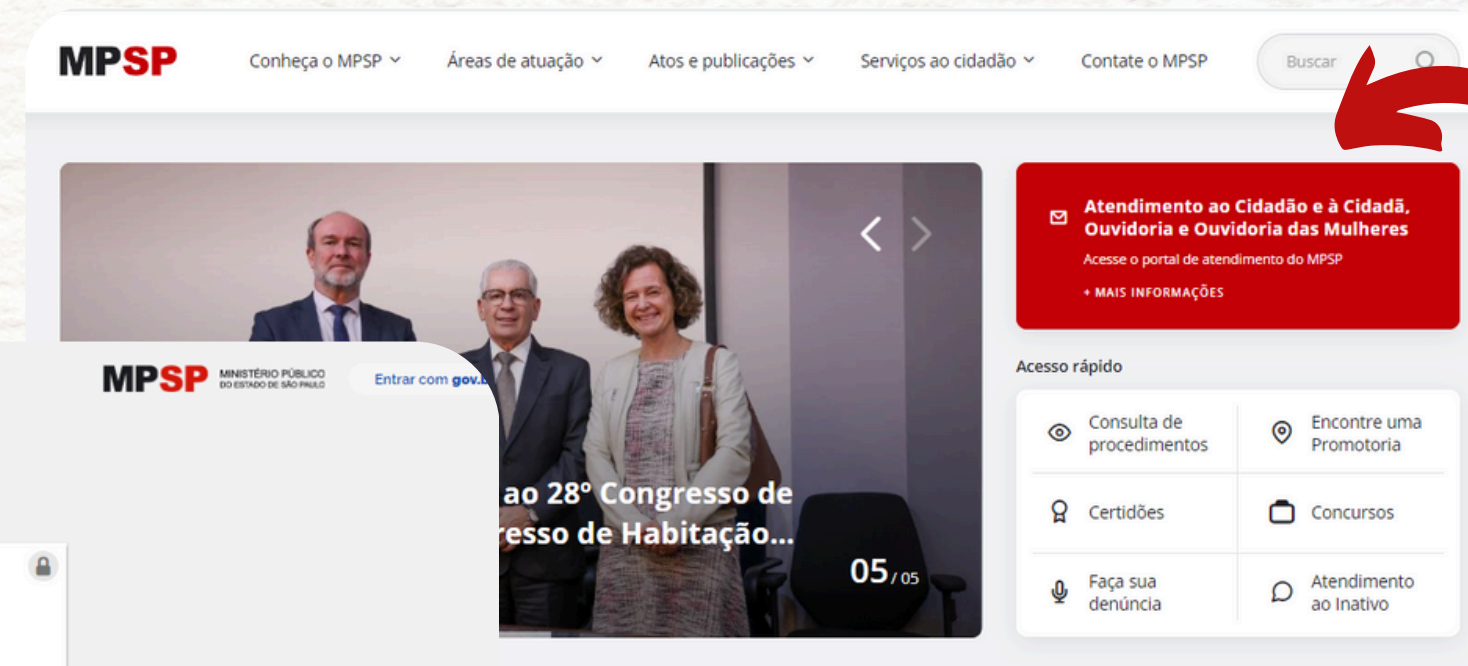 MPSP
Conheça o MPSP
Áreas de atuação
Atos e publicações
Serviços ao cidadão
Contate o MPSP
Buscar
Atendimento ao Cidadão e à Cidadã,
Ouvidoria e Ouvidoria das Mulheres
Acesse o portal de atendimento do MPSP
+ MAIS INFORMAÇÕES
MPSP
MINISTÉRIO PÚBLICO
DO ESTADO DE SÃO PAULO
Entrar com gov.
ao 28º Congresso de
resso de Habitação...
05 / 05
Acesso rápido
Consulta de
procedimentos
Encontre uma
Promotoria
Certidões
Concursos
Faça sua
denúncia
Atendimento
ao Inativo